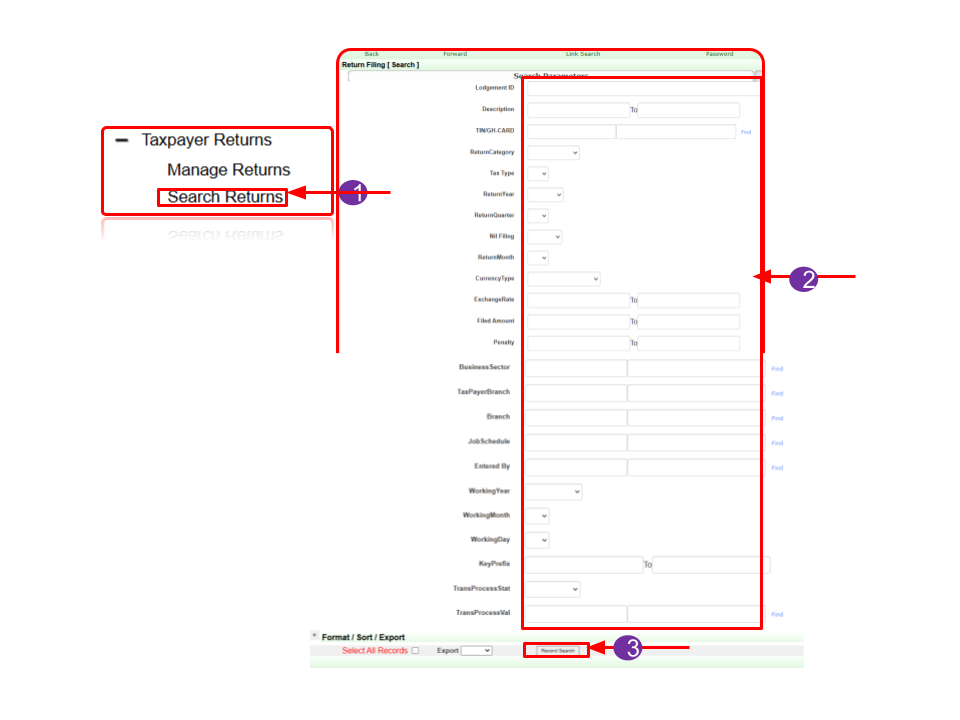 Back Forward Link Search Password
Return Filing [ Search ]
Search Parameters
Lodgement ID
Description To
TIN/GH-CARD Find
ReturnCategory
Tax Type
ReturnYear
ReturnQuarter
Nil Filing
ReturnMonth
CurrencyType
ExchangeRate To
Filed Amount To
Penalty To
BusinessSector Find
TaxPayerBranch Find
Branch Find
JobSchedule Find
Entered By Find
WorkingYear
WorkingMonth
WorkingDay
KeyPrefix To
TransProcessStat
TransProcessVal Find
Format / Sort / Export
Select All Records Export Record Search
Taxpayer Returns
Manage Returns
Search Returns
1
2
3